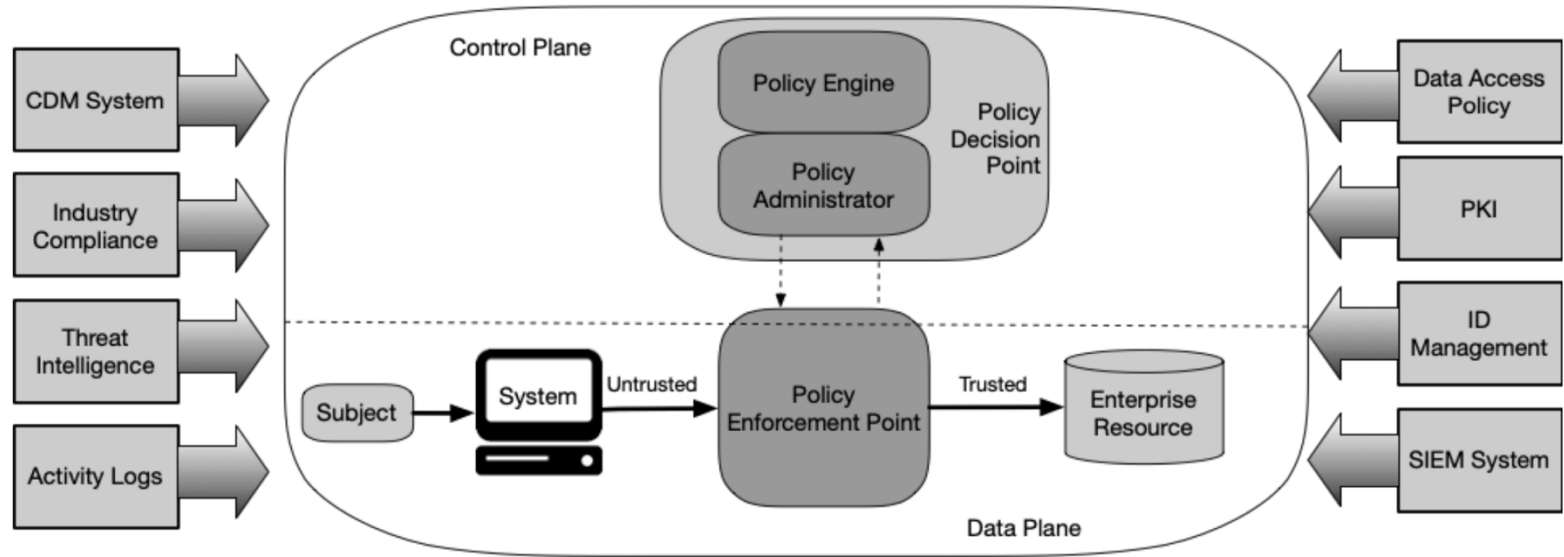 Control Plane
CDM System
Industry
Compliance
Threat
Intelligence
Activity Logs
Policy Engine
Policy
Administrator
Policy
Decision
Point
Subject
System
Untrusted
Policy
Enforcement Point
Trusted
Enterprise
Resource
Data Plane
Data Access
Policy
PKI
ID
Management
SIEM System